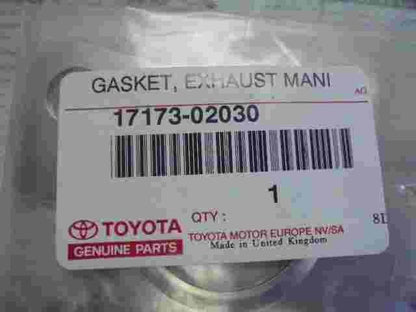 GASKET, EXHAUST MANI
AG
17173-02030
1
QTY :
TOYOTA
GENUINE PARTS
TOYOTA MOTOR EUROPE NV/SA
Made in United Kingdom